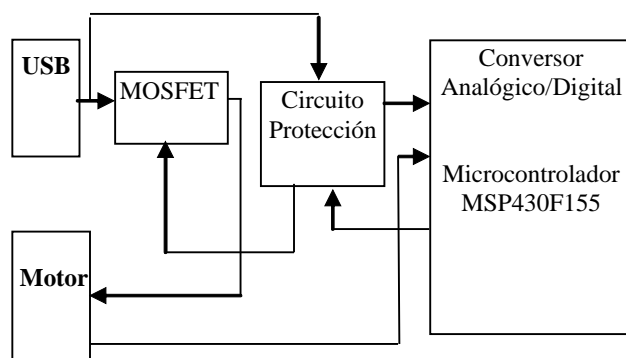 USB
MOSFET
Circuito
Protección
Conversor
Analógico/Digital
Microcontrolador
MSP430F155
Motor